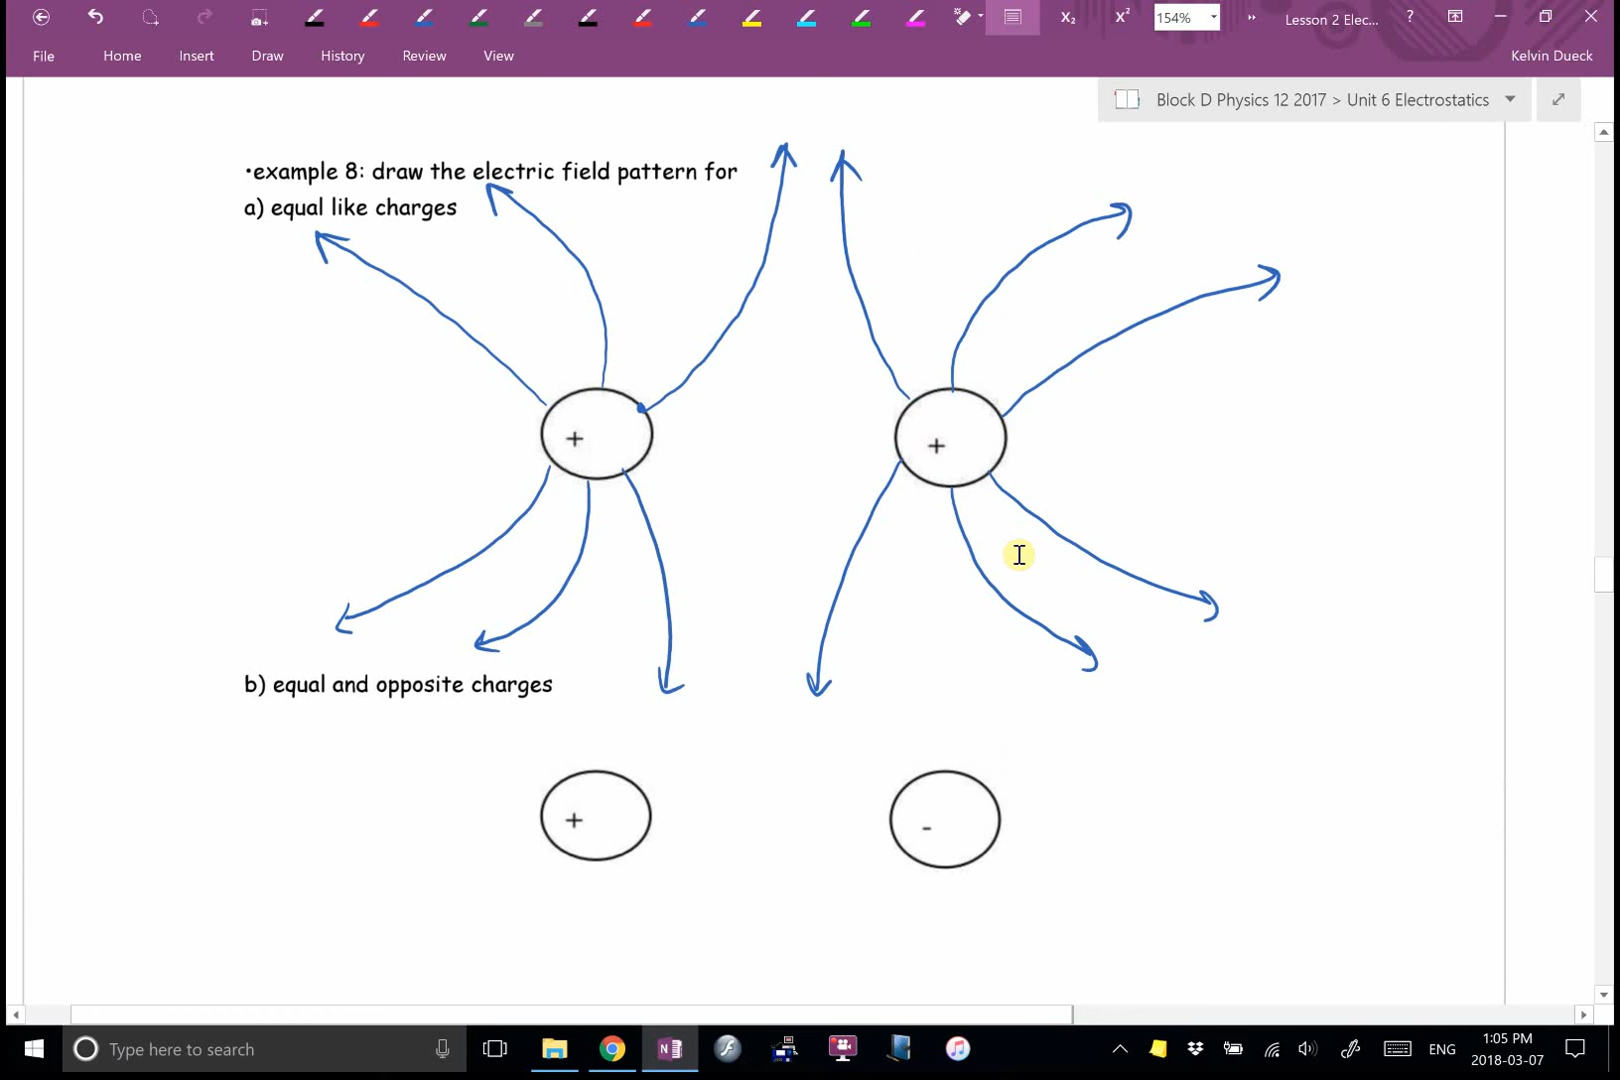 X₂ X² 154% Lesson 2 Elec... ?
File Home Insert Draw History Review View Kelvin Dueck
Block D Physics 12 2017 > Unit 6 Electrostatics
•example 8: draw the electric field pattern for
a) equal like charges
+ +
b) equal and opposite charges
+ -
Type here to search
N
f
ENG
1:05 PM
2018-03-07